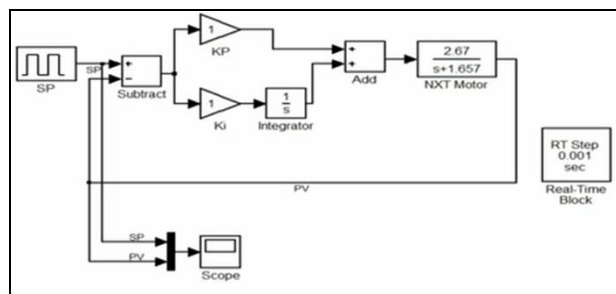 SP
SP
+
−
Subtract
1
KP
1
Ki
1
s
Integrator
+
+
Add
2.67
s+1.657
NXT Motor
RT Step
0.001
sec
Real-Time
Block
PV
SP
PV
Scope